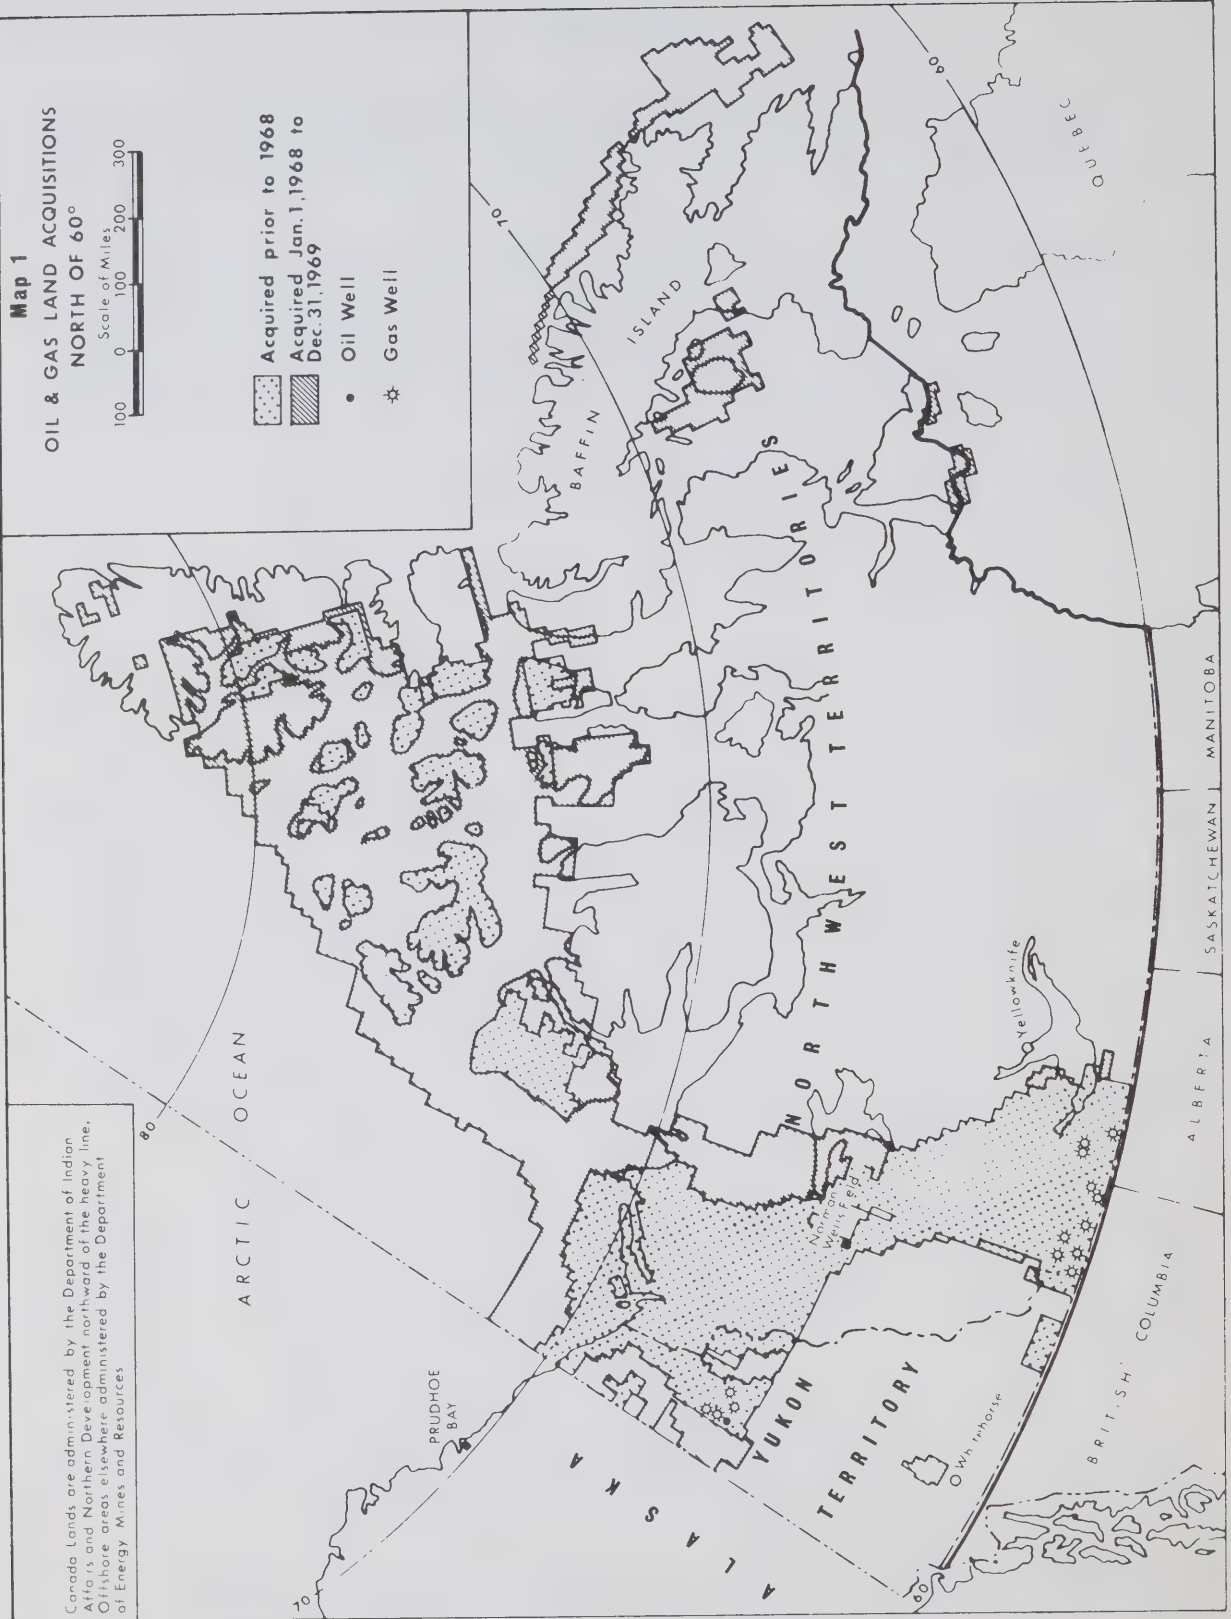 Map 1
OIL & GAS LAND ACQUISITIONS
NORTH OF 60°
Scale of Miles
100 0 100 200 300
Acquired prior to 1968
Acquired Jan. 1, 1968 to
Dec. 31, 1969
Oil Well
Gas Well
Canada Lands are administered by the Department of Indian
Affairs and Northern Development northward of the heavy line.
Offshore areas elsewhere administered by the Department
of Energy Mines and Resources
ARCTIC OCEAN
80
70
70
60
60
PRUDHOE
BAY
ALASKA
YUKON
TERRITORY
Whitehorse
Norman
Wells Field
Yellowknife
NORTHWEST TERRITORIES
BAFFIN
ISLAND
QUEBEC
BRITISH COLUMBIA
ALBERTA
SASKATCHEWAN
MANITOBA